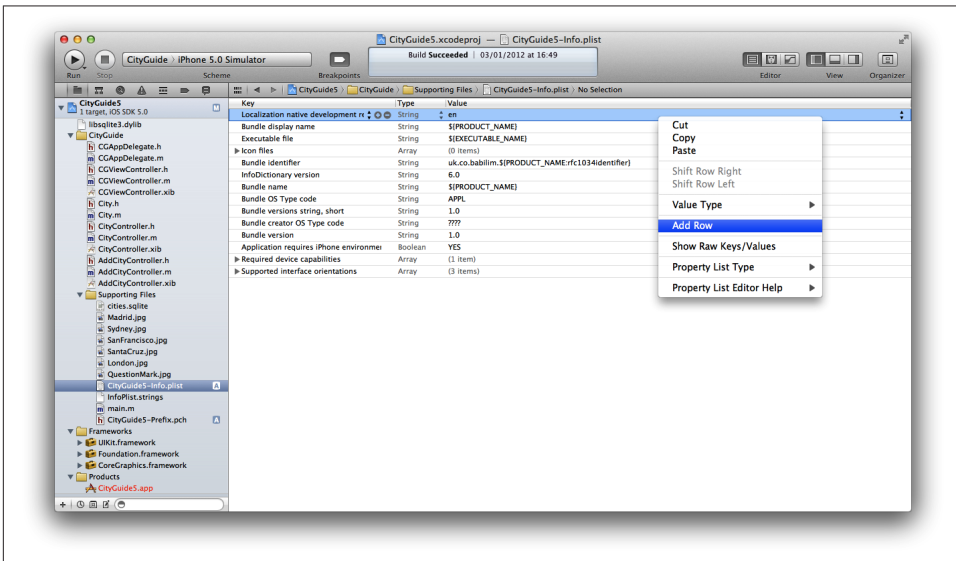 CityGuide5.xcodeproj — CityGuide5-Info.plist
CityGuide iPhone 5.0 Simulator
Build Succeeded | 03/01/2012 at 16:49
Run Stop Scheme Breakpoints Editor View Organizer
CityGuide5 CityGuide Supporting Files CityGuide5-Info.plist No Selection
CityGuide5
1 target, iOS SDK 5.0
M
libsqlite3.dylib
CityGuide
CGAppDelegate.h
CGAppDelegate.m
CGViewController.h
CGViewController.m
CGViewController.xib
City.h
City.m
CityController.h
CityController.m
CityController.xib
AddCityController.h
AddCityController.m
AddCityController.xib
Supporting Files
cities.sqlite
Madrid.jpg
Sydney.jpg
SanFrancisco.jpg
SantaCruz.jpg
London.jpg
QuestionMark.jpg
CityGuide5-Info.plist A
InfoPlist.strings
main.m
CityGuide5-Prefix.pch A
Frameworks
UIKit.framework
Foundation.framework
CoreGraphics.framework
Products
CityGuide5.app
Key Type Value
Localization native development re String en
Bundle display name String ${PRODUCT_NAME}
Executable file String ${EXECUTABLE_NAME}
Icon files Array (0 items)
Bundle identifier String uk.co.babilim.${PRODUCT_NAME:rfc1034identifier}
InfoDictionary version String 6.0
Bundle name String ${PRODUCT_NAME}
Bundle OS Type code String APPL
Bundle versions string, short String 1.0
Bundle creator OS Type code String ????
Bundle version String 1.0
Application requires iPhone environmei Boolean YES
Required device capabilities Array (1 item)
Supported interface orientations Array (3 items)
Cut
Copy
Paste
Shift Row Right
Shift Row Left
Value Type
Add Row
Show Raw Keys/Values
Property List Type
Property List Editor Help